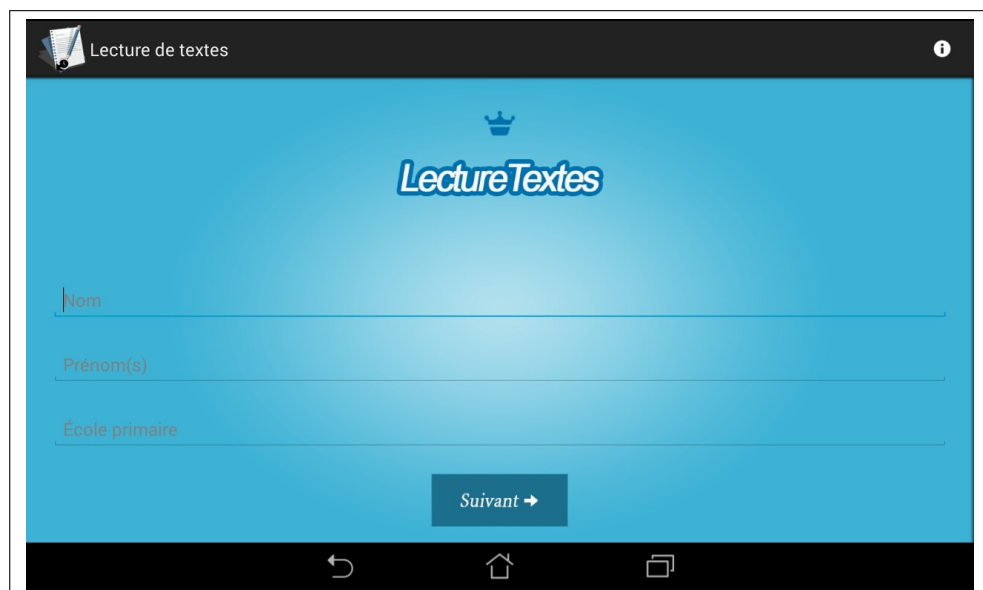 Lecture de textes
LectureTextes
Nom
Prénom(s)
École primaire
Suivant